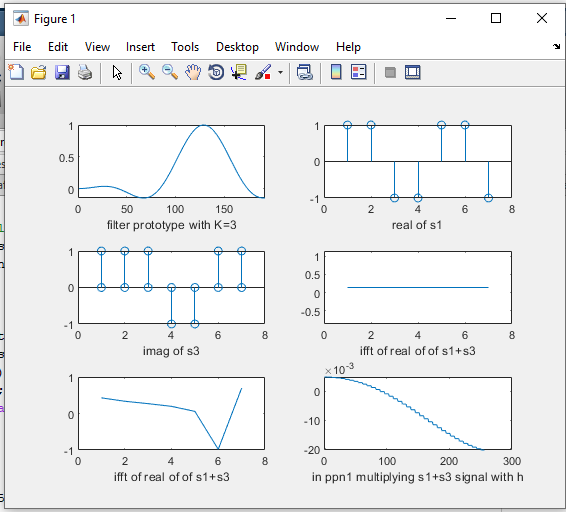 Figure 1
File Edit View Insert Tools Desktop Window Help
1
0.5
0
0 50 100 150
filter prototype with K=3
1
0
-1
0 2 4 6 8
real of s1
1
0
-1
0 2 4 6 8
imag of s3
1
0.5
0
-0.5
0 2 4 6 8
ifft of real of of s1+s3
1
0
-1
0 2 4 6 8
ifft of real of of s1+s3
×10⁻³
0
-10
-20
0 100 200 300
in ppn1 multiplying s1+s3 signal with h